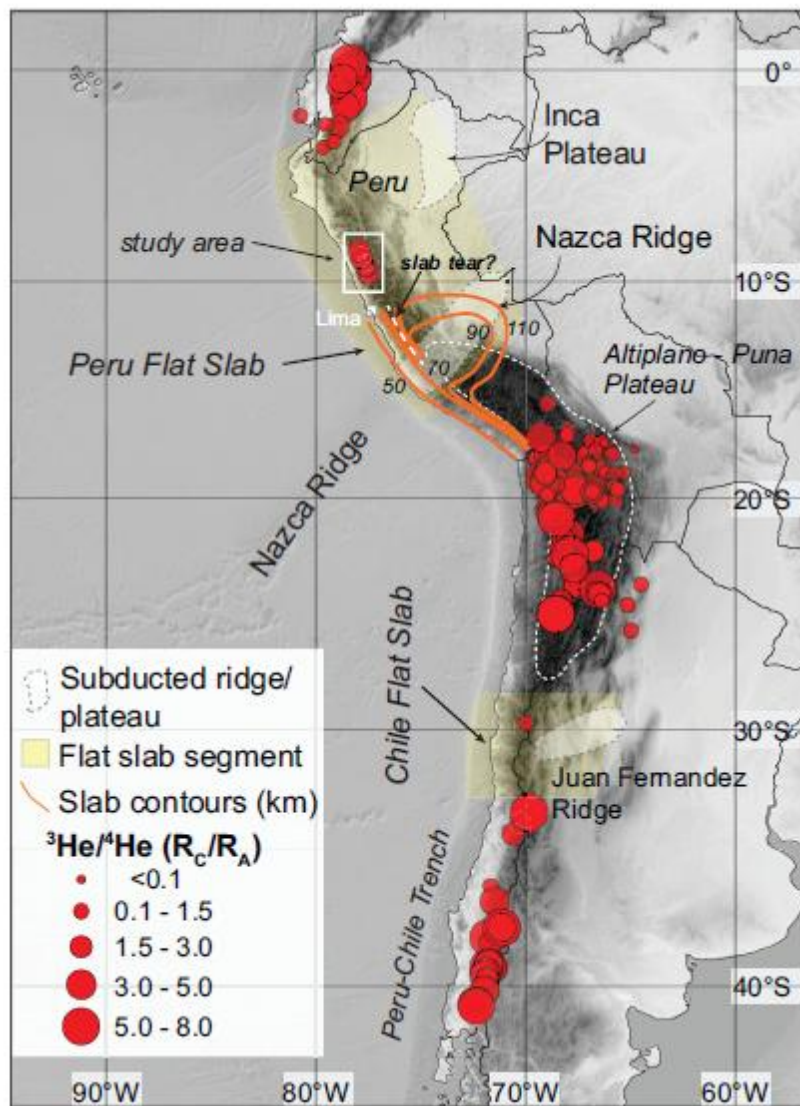 0°
Inca
Plateau
Peru
study area
Nazca Ridge
slab tear?
10°S
Lima
90
110
Peru Flat Slab
50
70
Altiplano - Puna
Plateau
Nazca Ridge
20°S
Chile Flat Slab
Subducted ridge/
plateau
30°S
Flat slab segment
Juan Fernandez
Ridge
Slab contours (km)
³He/⁴He (R_C/R_A)
<0.1
0.1 - 1.5
1.5 - 3.0
3.0 - 5.0
5.0 - 8.0
Peru-Chile Trench
40°S
90°W
80°W
70°W
60°W